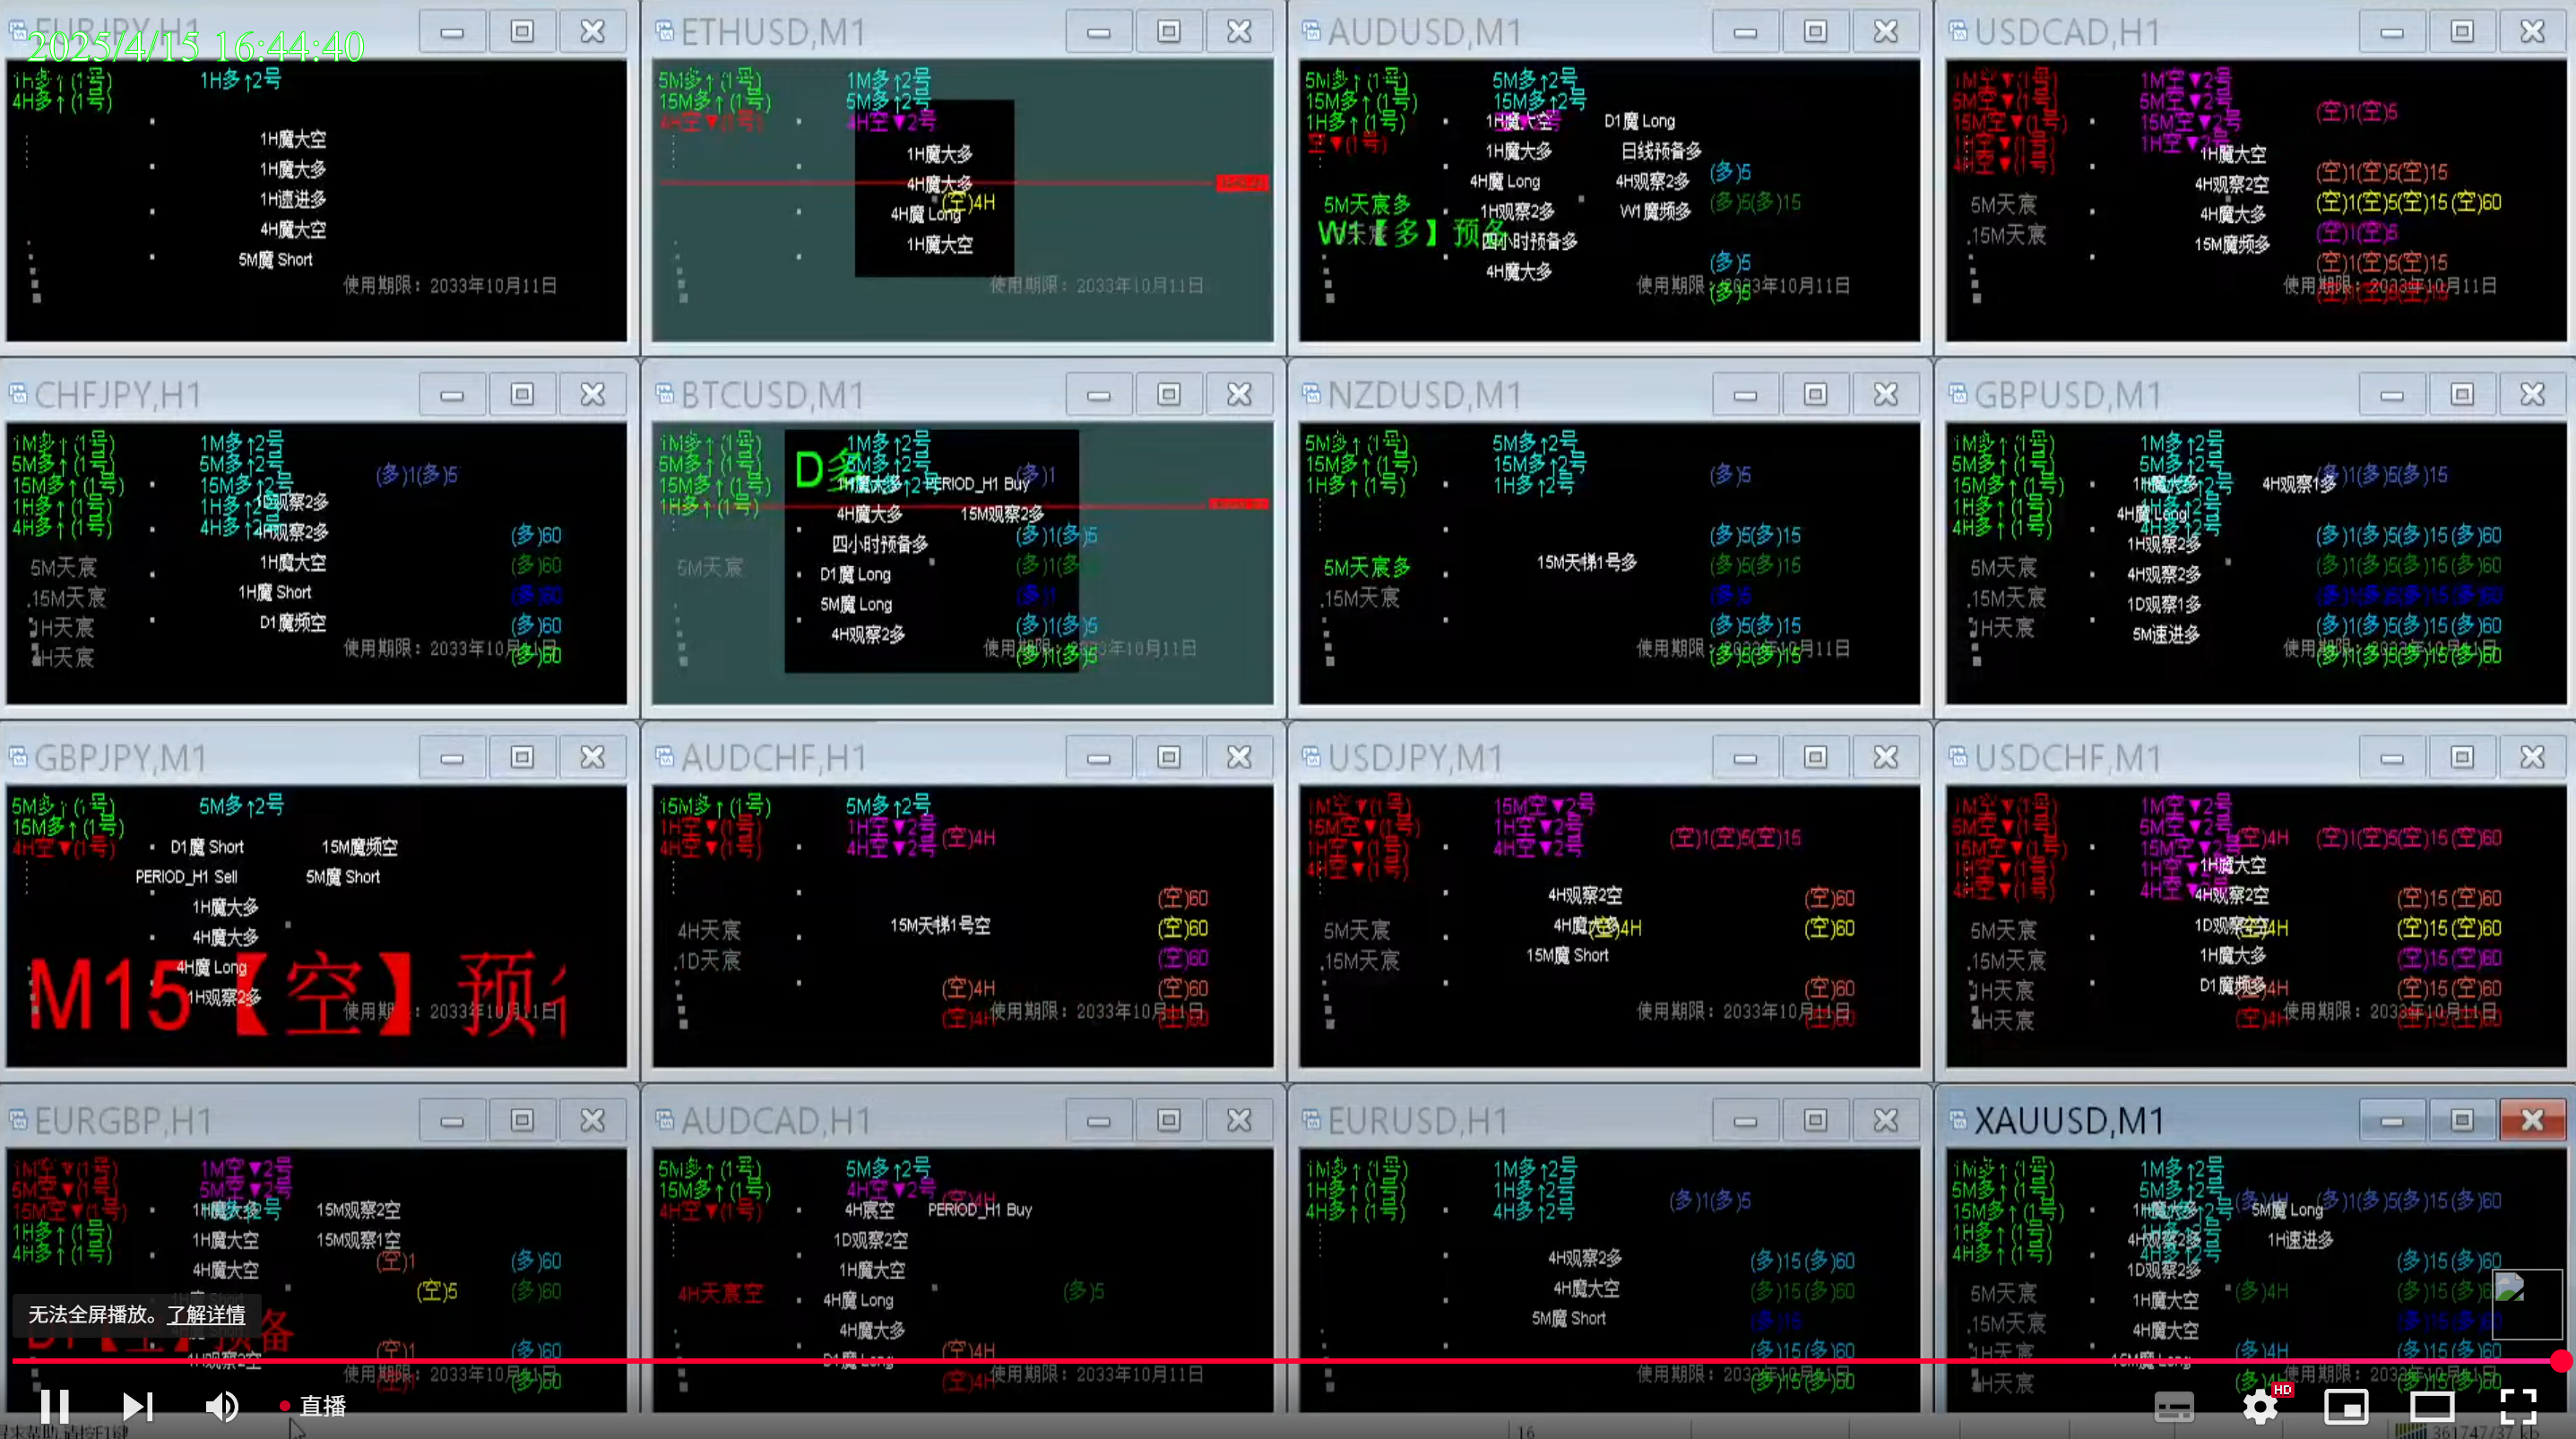 EURJPY,H1
2025/4/15 16:44:40
1H多↑(1号)
4H多↑(1号)
1H多↑2号
1H魔大空
1H魔大多
1H速进多
4H魔大空
5M魔 Short
使用期限：2033年10月11日
ETHUSD,M1
5M多↑(1号)
15M多↑(1号)
4H空▼(1号)
1M多↑2号
5M多↑2号
4H空▼2号
1H魔大多
4H魔大多
(空)4H
4H魔 Long
1H魔大空
使用期限：2033年10月11日
AUDUSD,M1
5M多↑(1号)
15M多↑(1号)
1H多↑(1号)
空▼(1号)
5M多↑2号
15M多↑2号
1H魔大空
D1魔 Long
1H魔大多
日线预备多
4H魔 Long
4H观察2多
(多)5
5M天宸多
1H观察2多
W1魔频多
(多)5(多)15
W1【多】预备
四小时预备多
4H魔大多
(多)5
(多)5
使用期限：2033年10月11日
USDCAD,H1
1M空▼(1号)
5M空▼(1号)
15M空▼(1号)
1H空▼(1号)
4H空▼(1号)
1M空▼2号
5M空▼2号
15M空▼2号
1H空▼2号
(空)1(空)5
1H魔大空
4H观察2空
4H魔大多
15M魔频多
5M天宸
15M天宸
(空)1(空)5(空)15
(空)1(空)5(空)15(空)60
(空)1(空)5
(空)1(空)5(空)15
(空)1(空)5(空)15
使用期限：2033年10月11日
CHFJPY,H1
1M多↑(1号)
5M多↑(1号)
15M多↑(1号)
1H多↑(1号)
4H多↑(1号)
1M多↑2号
5M多↑2号
15M多↑2号
1H多↑2号
4H多↑2号
(多)1(多)5
4H观察2多
1H魔大空
1H魔 Short
D1魔频空
5M天宸
15M天宸
1H天宸
4H天宸
(多)60
(多)60
(多)60
(多)60
(多)60
使用期限：2033年10月11日
BTCUSD,M1
1M多↑(1号)
5M多↑(1号)
15M多↑(1号)
1H多↑(1号)
D多
1M多↑2号
5M多↑2号
(多)1
1H魔大多
PERIOD_H1 Buy
4H魔大多
15M观察2多
四小时预备多
(多)1(多)5
5M天宸
D1魔 Long
5M魔 Long
(多)1
4H观察2多
(多)1(多)5
(多)1(多)5
NZDUSD,M1
5M多↑(1号)
15M多↑(1号)
1H多↑(1号)
5M多↑2号
15M多↑2号
1H多↑2号
(多)5
5M天宸多
15M天宸
15M天梯1号多
(多)5(多)15
(多)5(多)15
(多)5
(多)5(多)15
(多)5(多)15
使用期限：2033年10月11日
GBPUSD,M1
1M多↑(1号)
5M多↑(1号)
15M多↑(1号)
1H多↑(1号)
4H多↑(1号)
1M多↑2号
5M多↑2号
1H魔大多
4H观察1多
(多)1(多)5(多)15
4H魔 Long
1H观察2多
4H观察2多
1D观察1多
5M速进多
5M天宸
15M天宸
1H天宸
(多)1(多)5(多)15(多)60
(多)1(多)5(多)15(多)60
(多)1(多)5(多)15(多)60
(多)1(多)5(多)15(多)60
(多)1(多)5(多)15(多)60
GBPJPY,M1
5M多↑(1号)
15M多↑(1号)
4H空▼(1号)
5M多↑2号
D1魔 Short
15M魔频空
PERIOD_H1 Sell
5M魔 Short
1H魔大多
4H魔大多
4H魔 Long
1H观察2多
M15【空】预
使用期限：2033年10月11日
AUDCHF,H1
15M多↑(1号)
1H空▼(1号)
4H空▼(1号)
5M多↑2号
1H空▼2号
4H空▼2号
(空)4H
4H天宸
1D天宸
15M天梯1号空
(空)60
(空)60
(空)60
(空)4H
(空)60
(空)4H
(空)60
使用期限：2033年10月11日
USDJPY,M1
1M空▼(1号)
15M空▼(1号)
1H空▼(1号)
4H空▼(1号)
15M空▼2号
1H空▼2号
4H空▼2号
(空)1(空)5(空)15
4H观察2空
4H魔大多
(空)4H
15M魔 Short
5M天宸
15M天宸
(空)60
(空)60
(空)60
(空)60
使用期限：2033年10月11日
USDCHF,M1
1M空▼(1号)
5M空▼(1号)
15M空▼(1号)
1H空▼(1号)
4H空▼(1号)
1M空▼2号
5M空▼2号
15M空▼2号
(空)4H
(空)1(空)5(空)15(空)60
1H魔大空
4H观察2空
1D观察2空
1H魔大多
D1魔频多
5M天宸
15M天宸
1H天宸
4H天宸
(空)15(空)60
(空)15(空)60
(空)15(空)60
(空)15(空)60
使用期限：2033年10月11日
EURGBP,H1
1M空▼(1号)
5M空▼(1号)
15M空▼(1号)
1H多↑(1号)
4H多↑(1号)
1M空▼2号
5M空▼2号
1H魔大多
15M观察2空
1H魔大空
15M观察1空
4H魔大空
(空)1
(多)60
(空)5
(多)60
(空)1
(多)60
(多)60
使用期限：2033年10月11日
无法全屏播放。了解详情
AUDCAD,H1
5M多↑(1号)
15M多↑(1号)
4H空▼(1号)
5M多↑2号
4H空▼2号
(空)4H
4H宸空
PERIOD_H1 Buy
1D观察2空
1H魔大空
4H天宸空
4H魔 Long
(多)5
4H魔大多
D1魔 Long
(空)4H
(空)4H
使用期限：2033年10月11日
EURUSD,H1
1M多↑(1号)
1H多↑(1号)
4H多↑(1号)
1M多↑2号
1H多↑2号
4H多↑2号
(多)1(多)5
4H观察2多
4H魔大空
5M魔 Short
(多)15(多)60
(多)15(多)60
(多)15
(多)15(多)60
(多)15(多)60
使用期限：2033年10月11日
XAUUSD,M1
1M多↑(1号)
5M多↑(1号)
15M多↑(1号)
1H多↑(1号)
4H多↑(1号)
1M多↑2号
5M多↑2号
(多)1(多)5(多)15(多)60
1H魔大多
5M魔 Long
4H观察2多
1H速进多
1D观察2多
1H魔大空
4H魔大空
5M天宸
15M天宸
1H天宸
4H天宸
(多)15(多)60
(多)4H
(多)4H
(多)15(多)60
使用期限：2033年10月11日
直播
HD
16
361747/37 kb